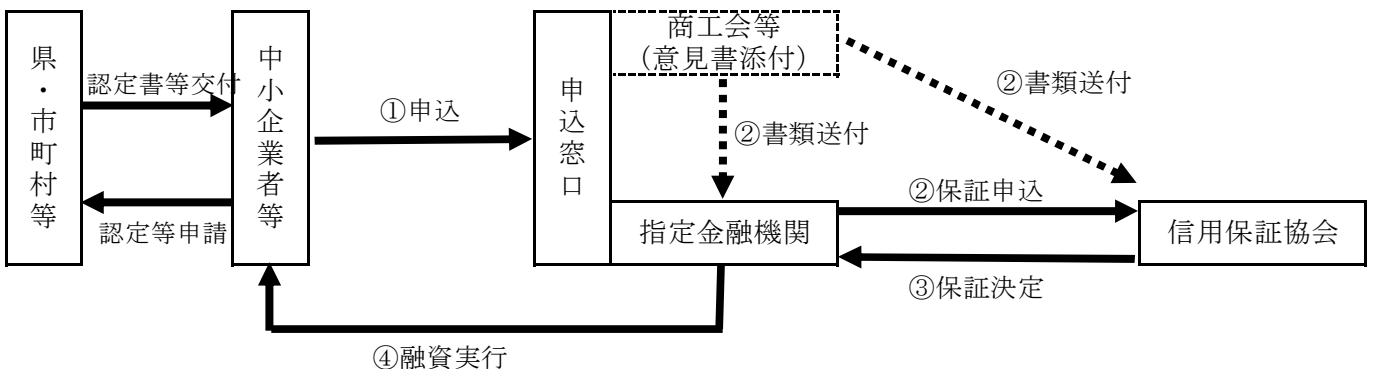 県・市町村等
認定書等交付
認定等申請
中小企業者等
①申込
申込窓口
商工会等
（意見書添付）
②書類送付
②書類送付
指定金融機関
②保証申込
③保証決定
信用保証協会
④融資実行